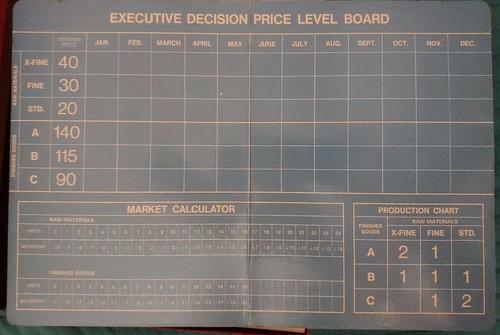 EXECUTIVE DECISION PRICE LEVEL BOARD
OPENING PRICE JAN. FEB. MARCH APRIL MAY JUNE JULY AUG. SEPT. OCT. NOV. DEC.
RAW MATERIALS
X-FINE 40
FINE 30
STD. 20
FINISHED GOODS
A 140
B 115
C 90
MARKET CALCULATOR
RAW MATERIALS
UNITS
MOVEMENT
FINISHED GOODS
UNITS
MOVEMENT
PRODUCTION CHART
RAW MATERIALS
FINISHED GOODS X-FINE FINE STD.
A 2 1
B 1 1 1
C 1 2